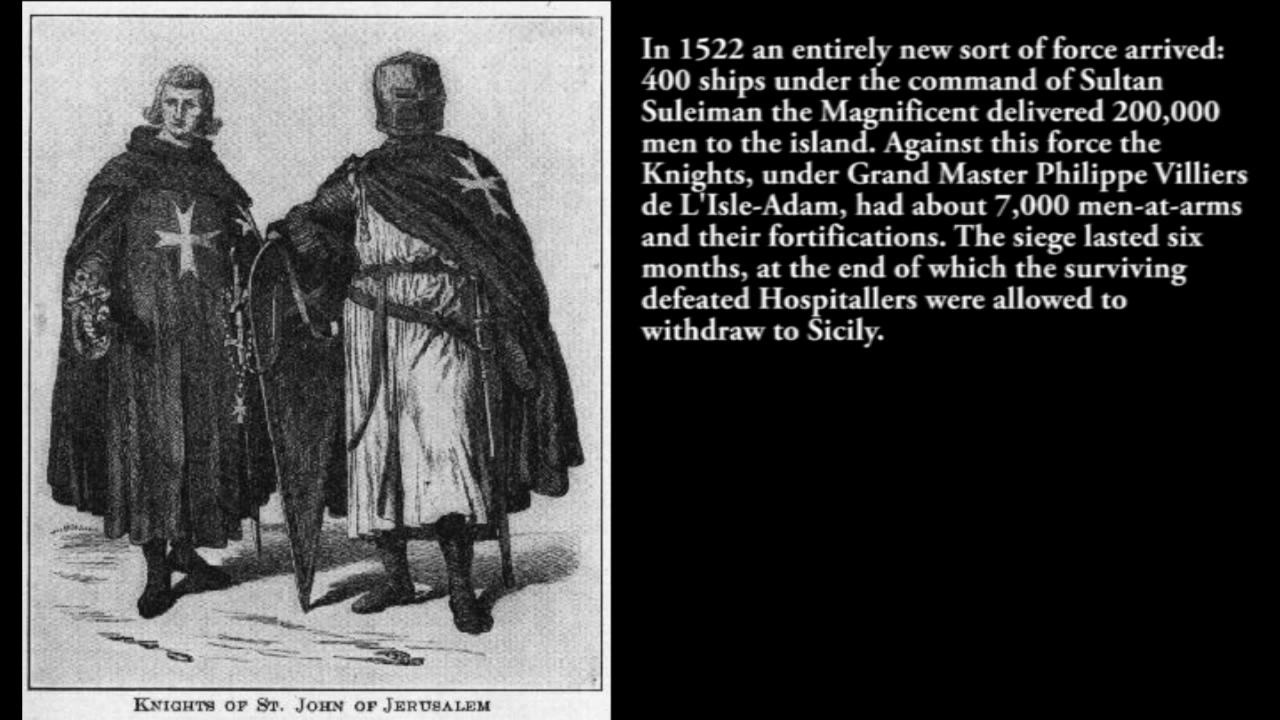 In 1522 an entirely new sort of force arrived:
400 ships under the command of Sultan
Suleiman the Magnificent delivered 200,000
men to the island. Against this force the
Knights, under Grand Master Philippe Villiers
de L'Isle-Adam, had about 7,000 men-at-arms
and their fortifications. The siege lasted six
months, at the end of which the surviving
defeated Hospitallers were allowed to
withdraw to Sicily.
KNIGHTS OF ST. JOHN OF JERUSALEM